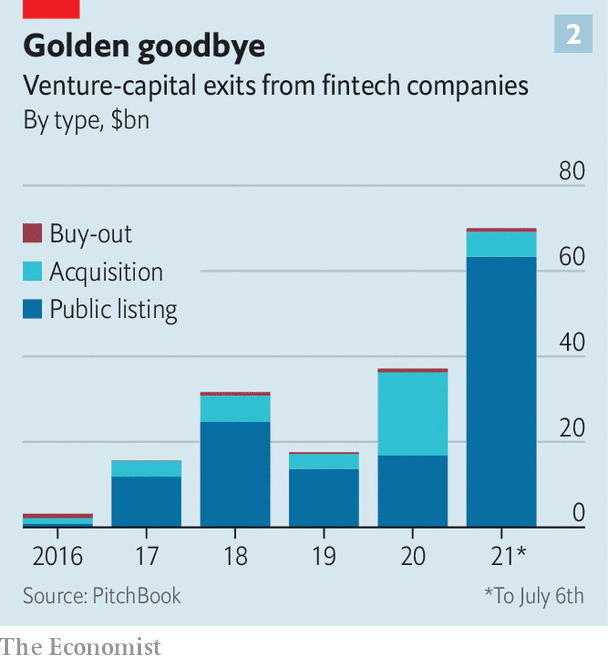 Golden goodbye
2
Venture-capital exits from fintech companies
By type, $bn
80
Buy-out
60
Acquisition
Public listing
40
20
0
2016 17 18 19 20 21*
Source: PitchBook *To July 6th
The Economist